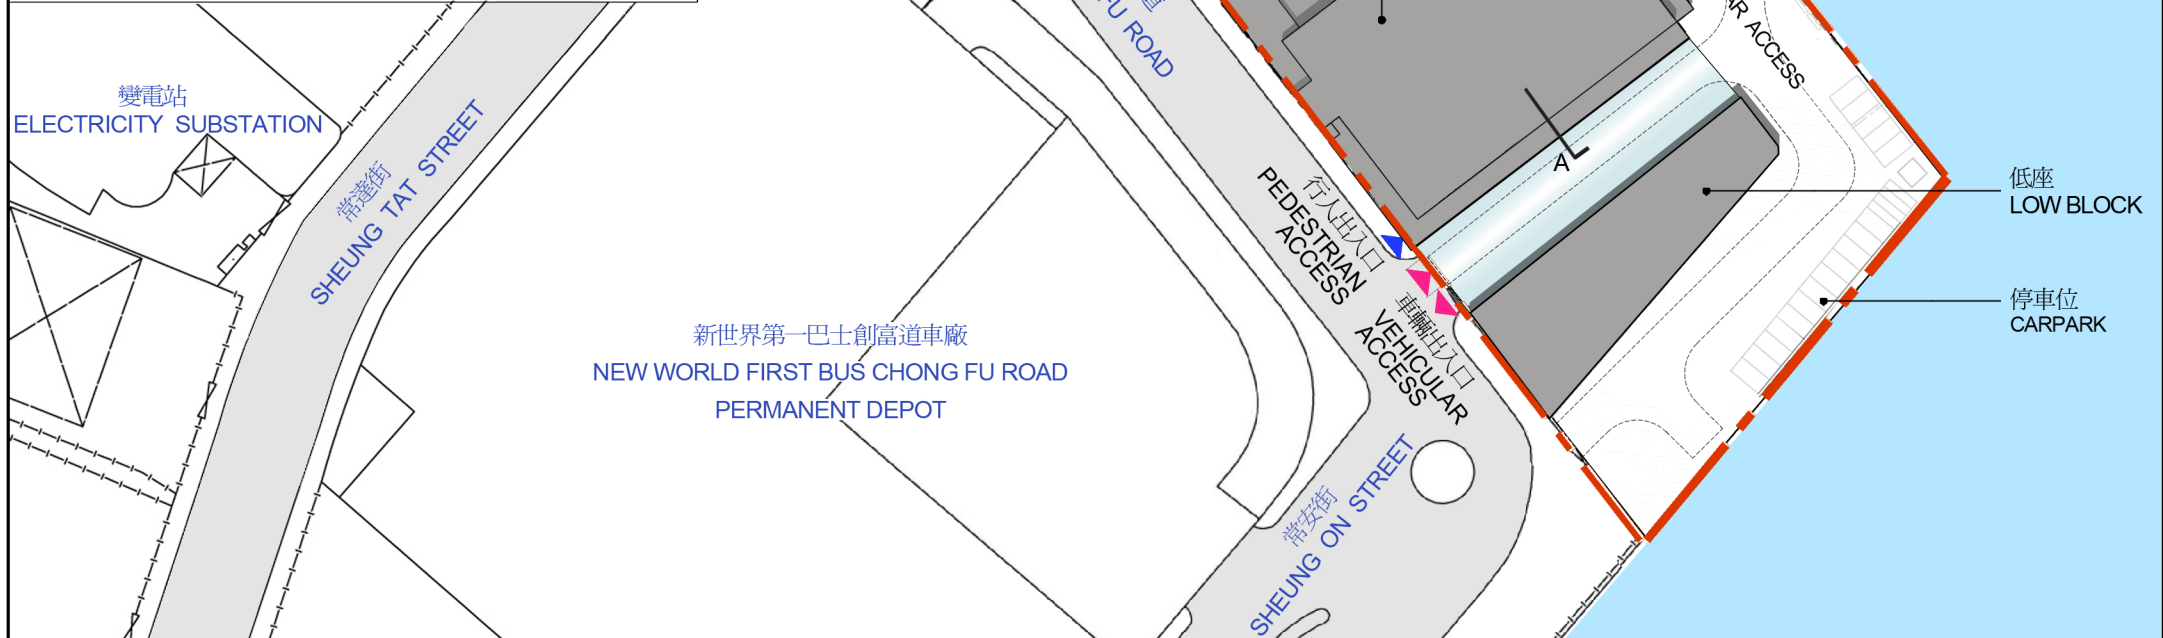 變電站
ELECTRICITY SUBSTATION
常達街
SHEUNG TAT STREET
新世界第一巴士創富道車廠
NEW WORLD FIRST BUS CHONG FU ROAD
PERMANENT DEPOT
FU ROAD
行人出入口
PEDESTRIAN
ACCESS
車輛出入口
VEHICULAR
ACCESS
常安街
SHEUNG ON STREET
A
AR ACCESS
低座
LOW BLOCK
停車位
CARPARK